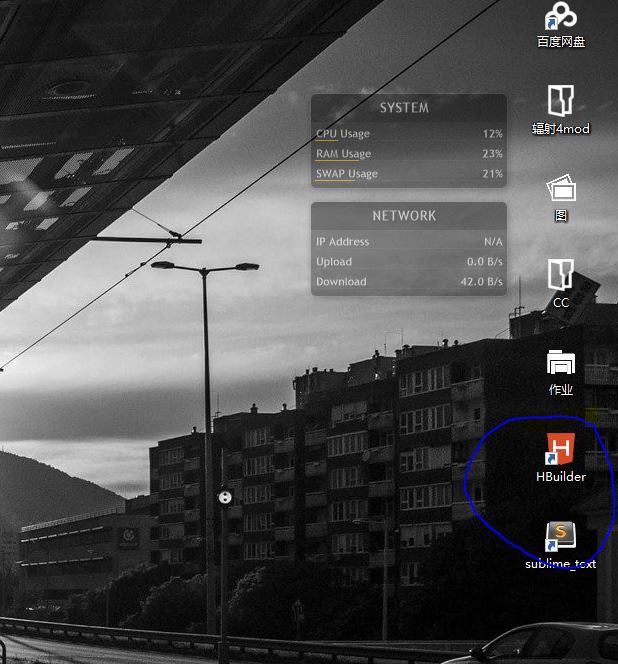 百度网盘
辐射4mod
图
CC
作业
HBuilder
sublime_text
SYSTEM
CPU Usage 12%
RAM Usage 23%
SWAP Usage 21%
NETWORK
IP Address N/A
Upload 0.0 B/s
Download 42.0 B/s